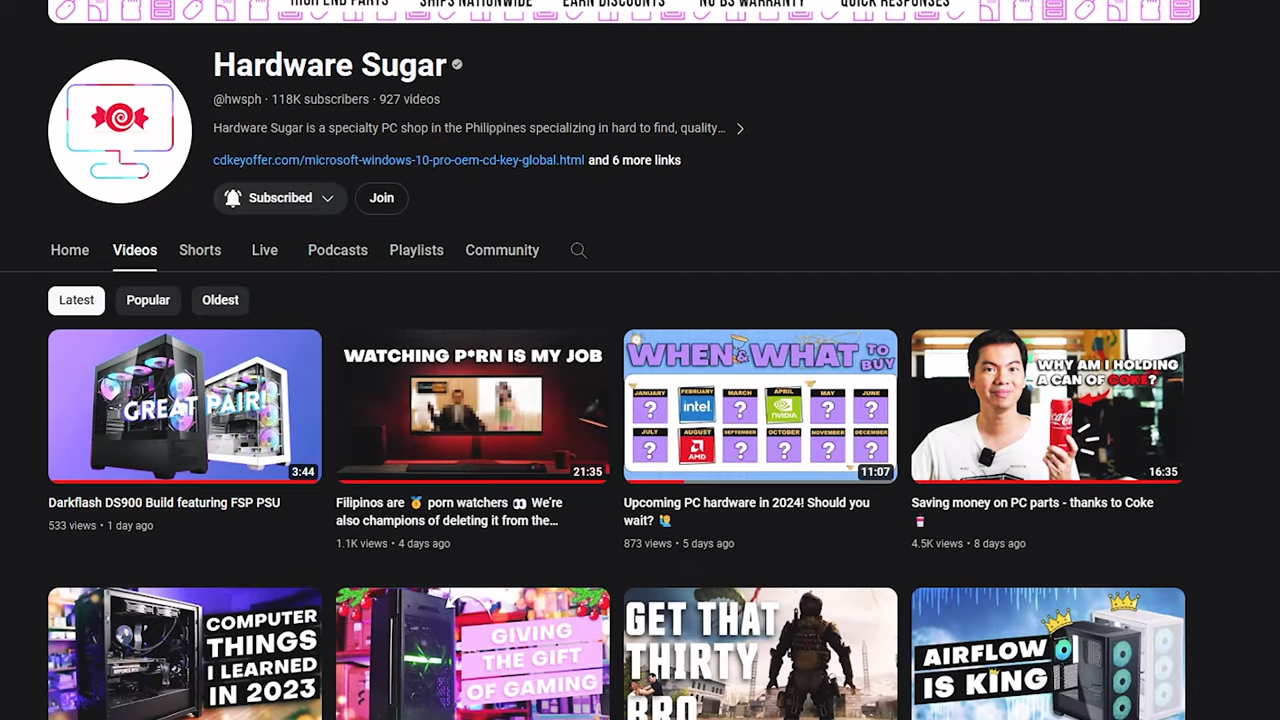 HIGH END PARTS SHIPS NATIONWIDE EARN DISCOUNTS NO BS WARRANTY QUICK RESPONSES
Hardware Sugar
@hwsph · 118K subscribers · 927 videos
Hardware Sugar is a specialty PC shop in the Philippines specializing in hard to find, quality...
cdkeyoffer.com/microsoft-windows-10-pro-oem-cd-key-global.html and 6 more links
Subscribed
Join
Home Videos Shorts Live Podcasts Playlists Community
Latest Popular Oldest
GREAT PAIR!
3:44
Darkflash DS900 Build featuring FSP PSU
533 views • 1 day ago
WATCHING P*RN IS MY JOB
21:35
Filipinos are 🥇 porn watchers 👀 We're
also champions of deleting it from the...
1.1K views • 4 days ago
WHEN & WHAT TO
BUY
JANUARY FEBRUARY MARCH APRIL MAY JUNE
? intel. ? NVIDIA ? ?
JULY AUGUST SEPTEMBER OCTOBER NOVEMBER DECEMBER
? AMD ? ? ? ?
11:07
Upcoming PC hardware in 2024! Should you
wait? 🙋
873 views • 5 days ago
WHY AM I HOLDING
A CAN OF COKE?
Coca-Cola
16:35
Saving money on PC parts - thanks to Coke
🥤
4.5K views • 8 days ago
COMPUTER
THINGS
I LEARNED
IN 2023
GIVING
THE GIFT
OF GAMING
GET THAT
THIRTY
BRO
AIRFLOW
IS KING